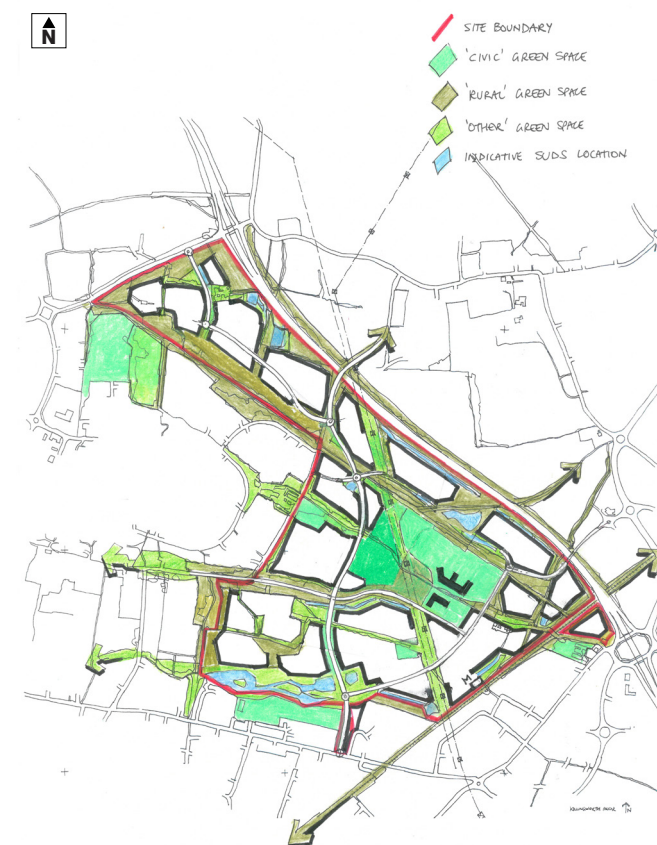 N
SITE BOUNDARY
'CIVIC' GREEN SPACE
'RURAL' GREEN SPACE
'OTHER' GREEN SPACE
INDICATIVE SUDS LOCATION
N